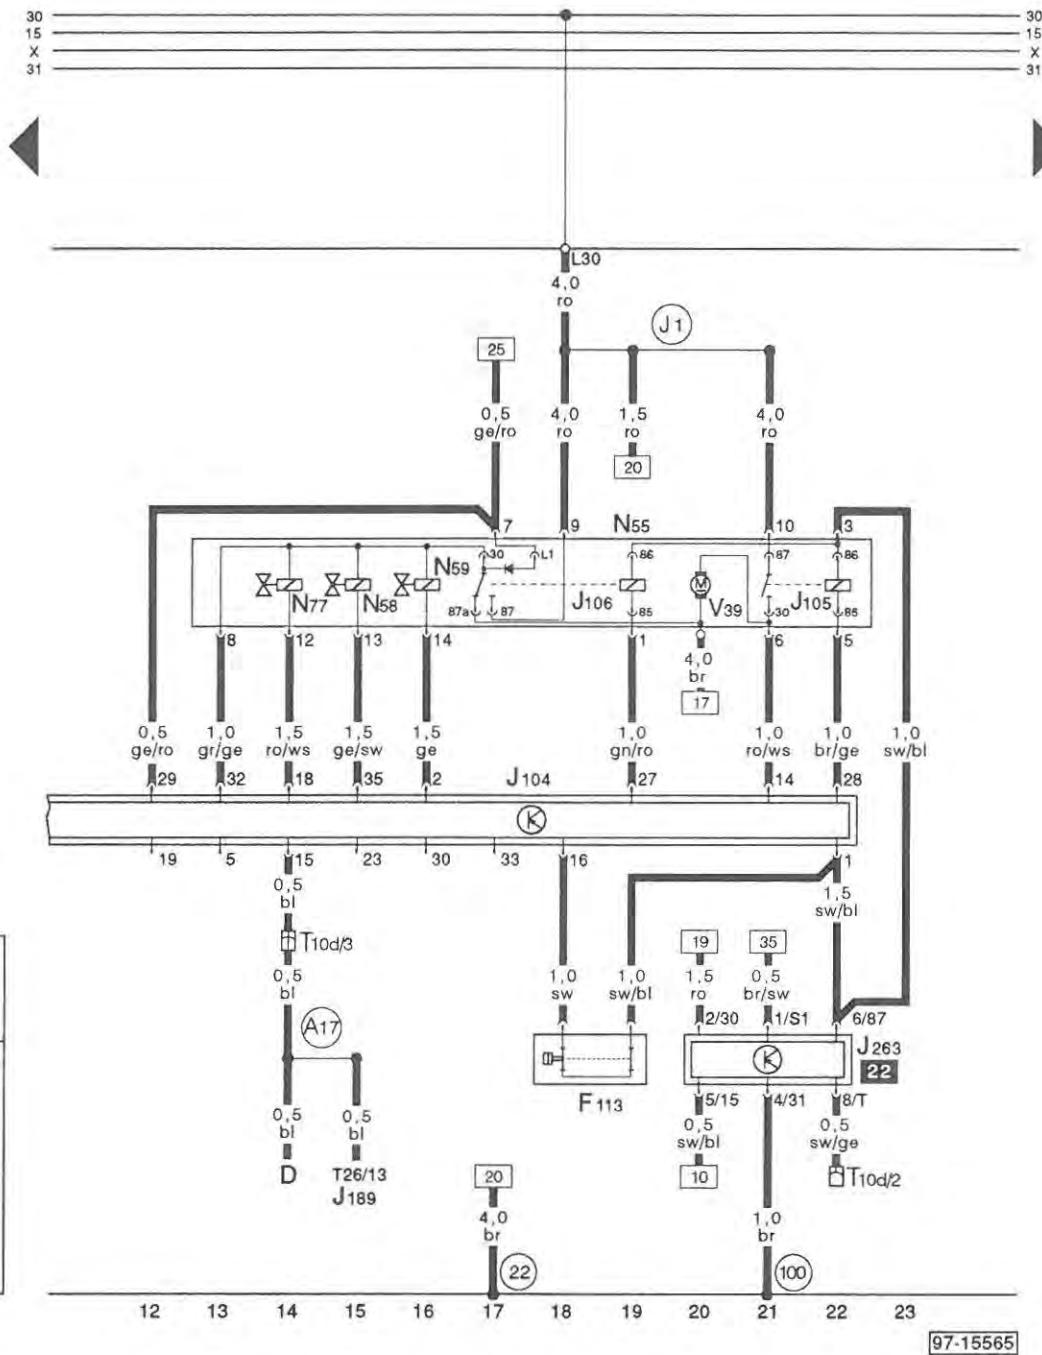 30 30
15 15
X X
31 31
L30
4,0
ro
J1
25
0,5 4,0 1,5 4,0
ge/ro ro ro ro
20
7 9 N55 10 3
30 L1 86 87 86
N59
N77 N58 J106 M V39 J105
87a 87 85 30 85
8 12 13 14 1 6 5
4,0
br
17
0,5 1,0 1,5 1,5 1,5 1,0 1,0 1,0 1,0
ge/ro gr/ge ro/ws ge/sw ge gn/ro ro/ws br/ge sw/bl
29 32 18 35 2 J104 27 14 28
19 5 15 23 30 33 16 1
0,5
bl
1,5
sw/bl
T10d/3
19 35
0,5 1,0 1,0 1,5 0,5
bl sw sw/bl ro br/sw
A17
2/30 1/S1 6/87
J263
22
F113
5/15 4/31 8/T
0,5 0,5 0,5 0,5
bl bl sw/bl sw/ge
D T26/13 20 10 T10d/2
J189
4,0 1,0
br br
22 100
12 13 14 15 16 17 18 19 20 21 22 23
97-15565